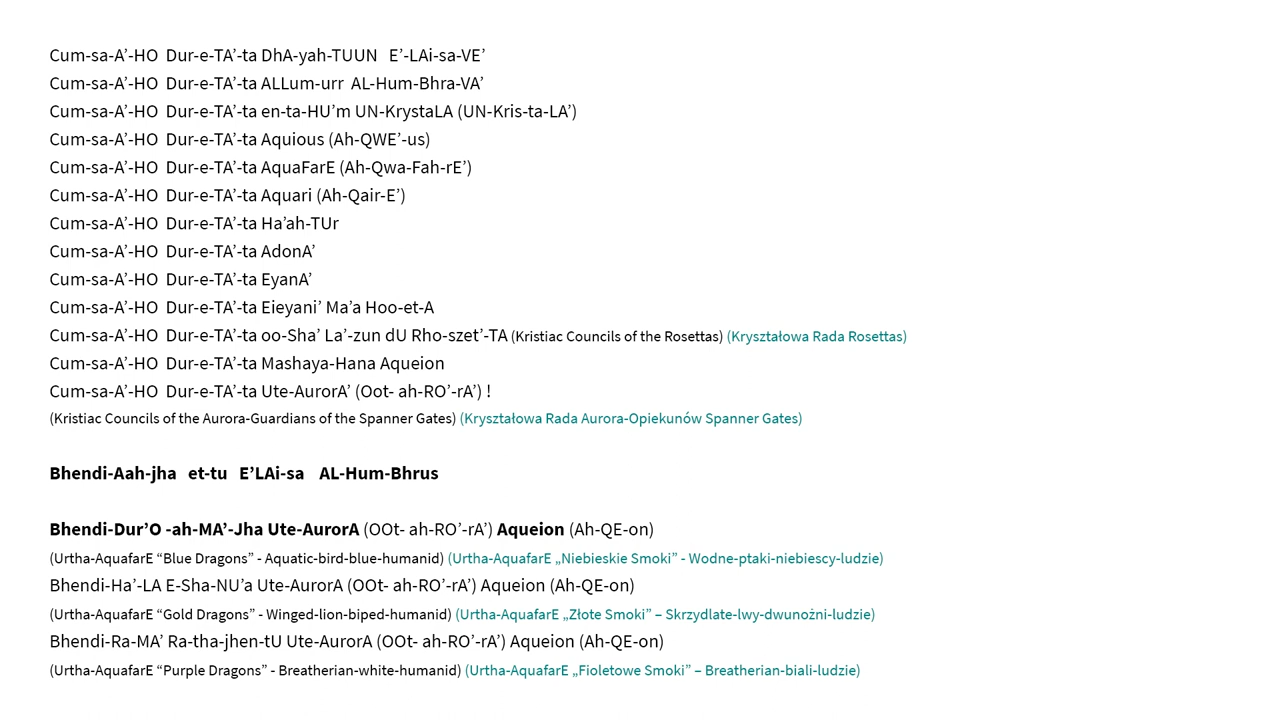 Cum-sa-A’-HO  Dur-e-TA’-ta DhA-yah-TUUN   E’-LAi-sa-VE’
Cum-sa-A’-HO  Dur-e-TA’-ta ALLum-urr  AL-Hum-Bhra-VA’
Cum-sa-A’-HO  Dur-e-TA’-ta en-ta-HU’m UN-KrystaLA (UN-Kris-ta-LA’)
Cum-sa-A’-HO  Dur-e-TA’-ta Aquious (Ah-QWE’-us)
Cum-sa-A’-HO  Dur-e-TA’-ta AquaFarE (Ah-Qwa-Fah-rE’)
Cum-sa-A’-HO  Dur-e-TA’-ta Aquari (Ah-Qair-E’)
Cum-sa-A’-HO  Dur-e-TA’-ta Ha’ah-TUr
Cum-sa-A’-HO  Dur-e-TA’-ta AdonA’
Cum-sa-A’-HO  Dur-e-TA’-ta EyanA’
Cum-sa-A’-HO  Dur-e-TA’-ta Eieyani’ Ma’a Hoo-et-A
Cum-sa-A’-HO  Dur-e-TA’-ta oo-Sha’ La’-zun dU Rho-szet’-TA (Kristiac Councils of the Rosettas) (Kryształowa Rada Rosettas)
Cum-sa-A’-HO  Dur-e-TA’-ta Mashaya-Hana Aqueion
Cum-sa-A’-HO  Dur-e-TA’-ta Ute-AurorA’ (Oot- ah-RO’-rA’) !
(Kristiac Councils of the Aurora-Guardians of the Spanner Gates) (Kryształowa Rada Aurora-Opiekunów Spanner Gates)
Bhendi-Aah-jha   et-tu   E’LAi-sa    AL-Hum-Bhrus
Bhendi-Dur’O -ah-MA’-Jha Ute-AurorA (OOt- ah-RO’-rA’) Aqueion (Ah-QE-on)
(Urtha-AquafarE “Blue Dragons” - Aquatic-bird-blue-humanid) (Urtha-AquafarE „Niebieskie Smoki” - Wodne-ptaki-niebiescy-ludzie)
Bhendi-Ha’-LA E-Sha-NU’a Ute-AurorA (OOt- ah-RO’-rA’) Aqueion (Ah-QE-on)
(Urtha-AquafarE “Gold Dragons” - Winged-lion-biped-humanid) (Urtha-AquafarE „Złote Smoki” – Skrzydlate-lwy-dwunożni-ludzie)
Bhendi-Ra-MA’ Ra-tha-jhen-tU Ute-AurorA (OOt- ah-RO’-rA’) Aqueion (Ah-QE-on)
(Urtha-AquafarE “Purple Dragons” - Breatherian-white-humanid) (Urtha-AquafarE „Fioletowe Smoki” – Breatherian-biali-ludzie)